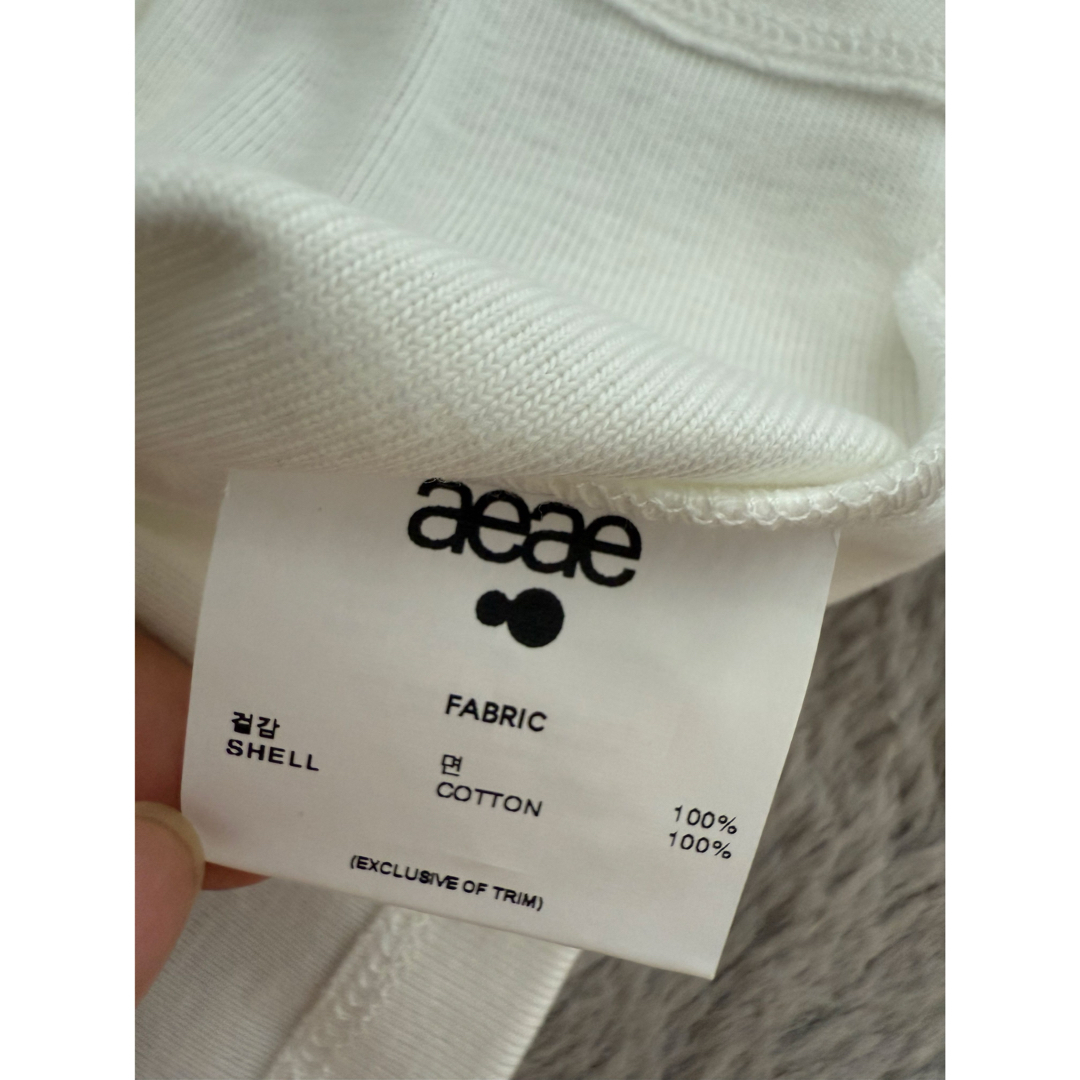 aeae
FABRIC
겉감
SHELL
면
COTTON
100%
100%
(EXCLUSIVE OF TRIM)